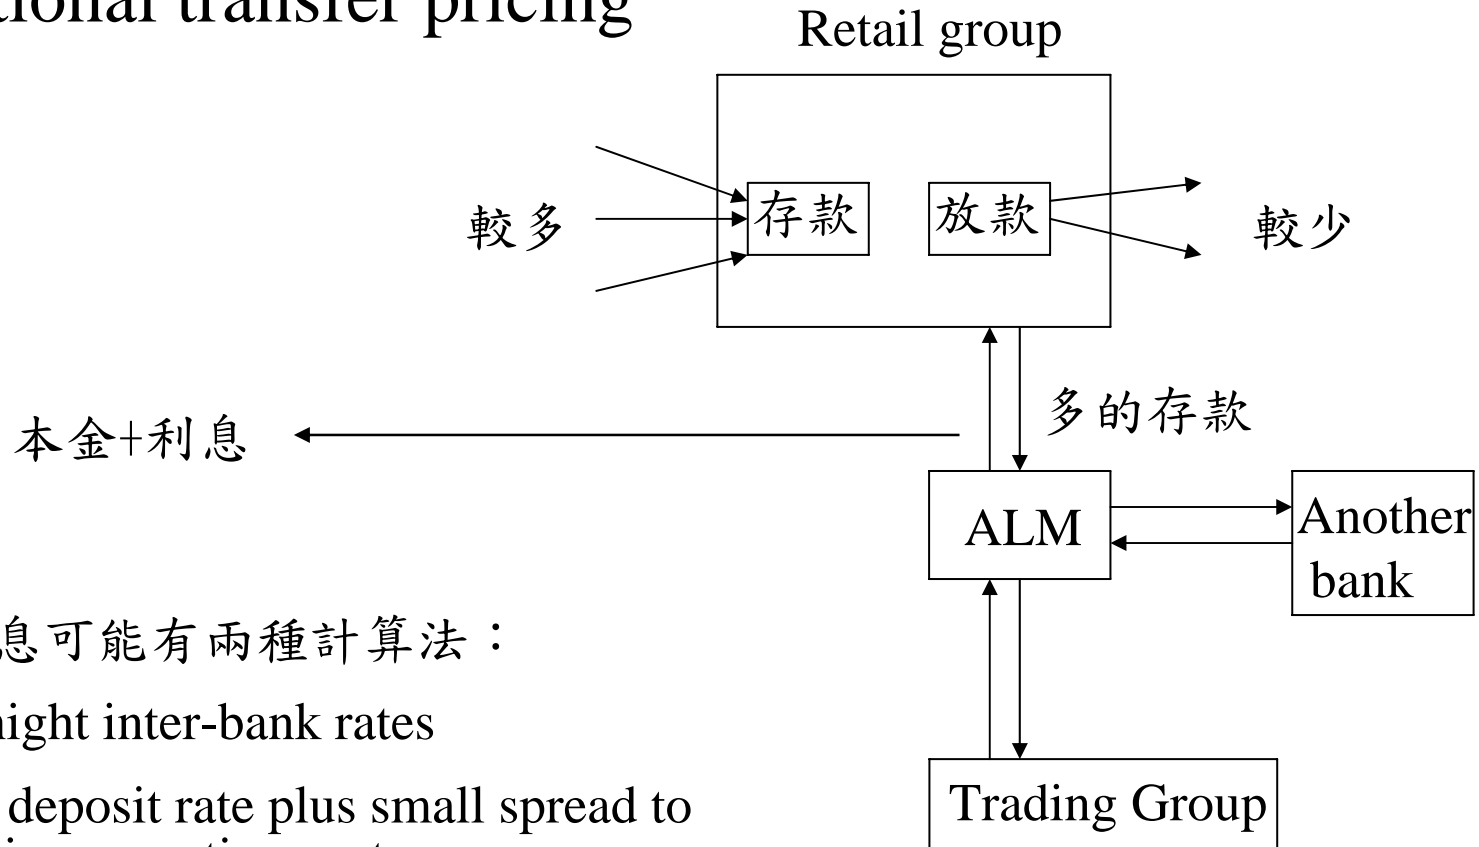 tional transfer pricing
Retail group
較多
存款
放款
較少
多的存款
本金+利息
ALM
Another
bank
息可能有兩種計算法：
night inter-bank rates
deposit rate plus small spread to
Trading Group